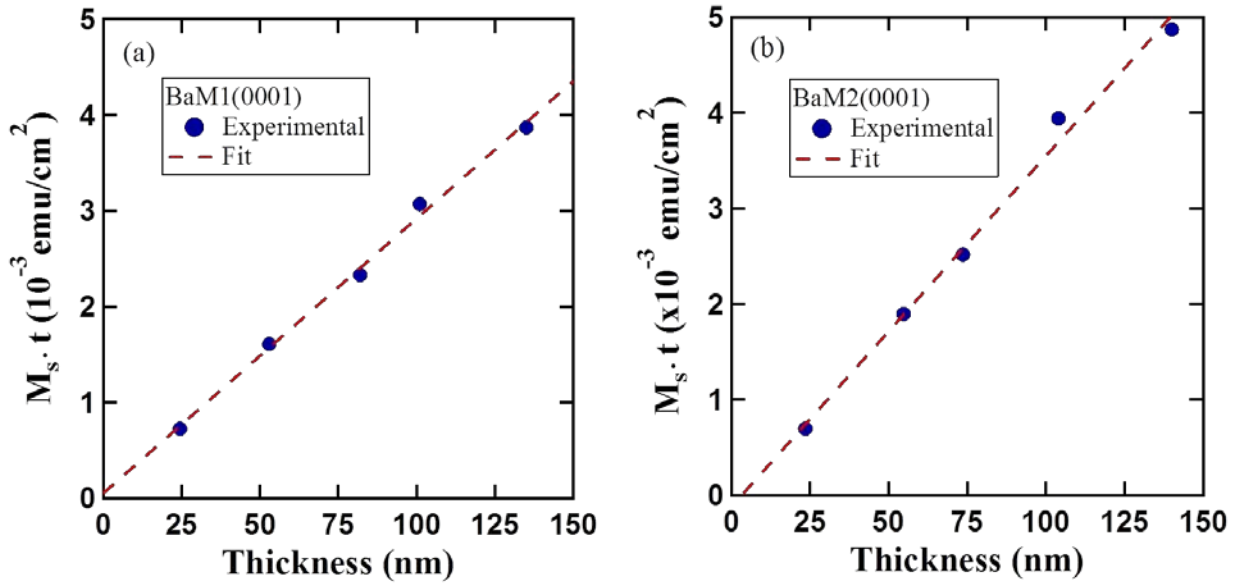 (a)
BaM1(0001)
Experimental
Fit
5
4
3
2
1
0
0 25 50 75 100 125 150
Thickness (nm)
Mₛ· t (10⁻³ emu/cm²)
(b)
BaM2(0001)
Experimental
Fit
5
4
3
2
1
0
0 25 50 75 100 125 150
Thickness (nm)
Mₛ· t (x10⁻³ emu/cm²)